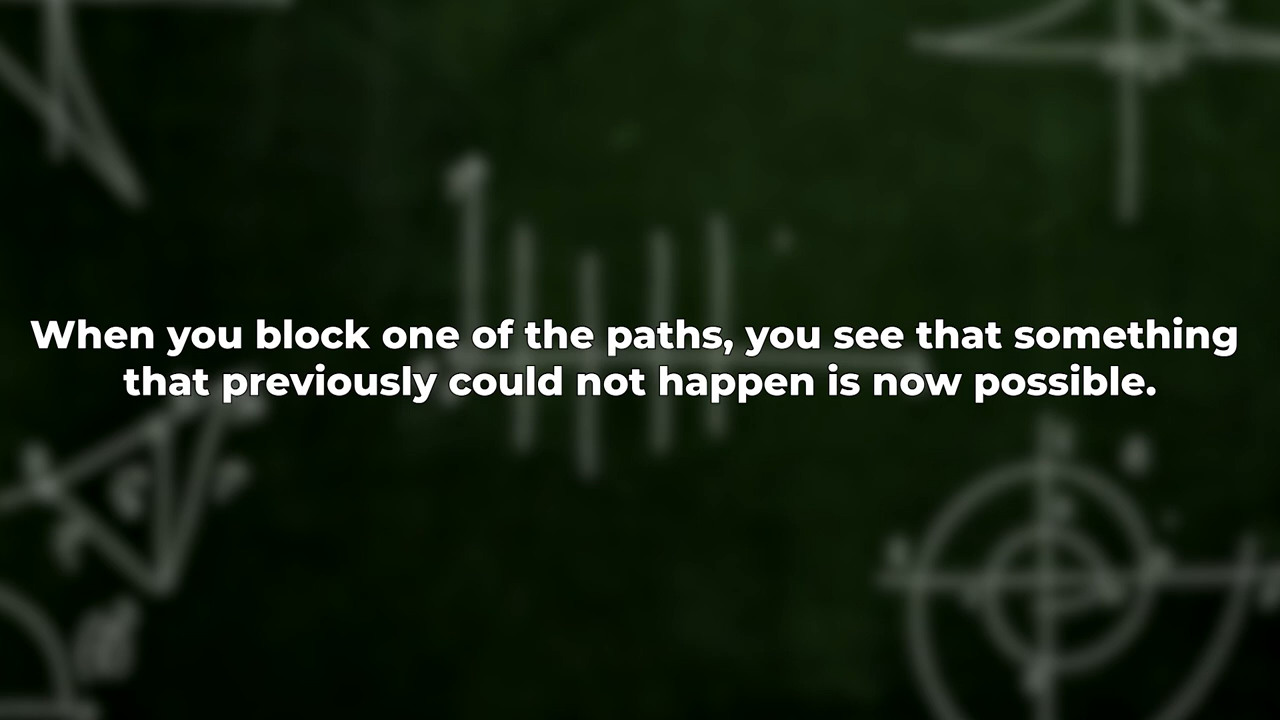 When you block one of the paths, you see that something
that previously could not happen is now possible.